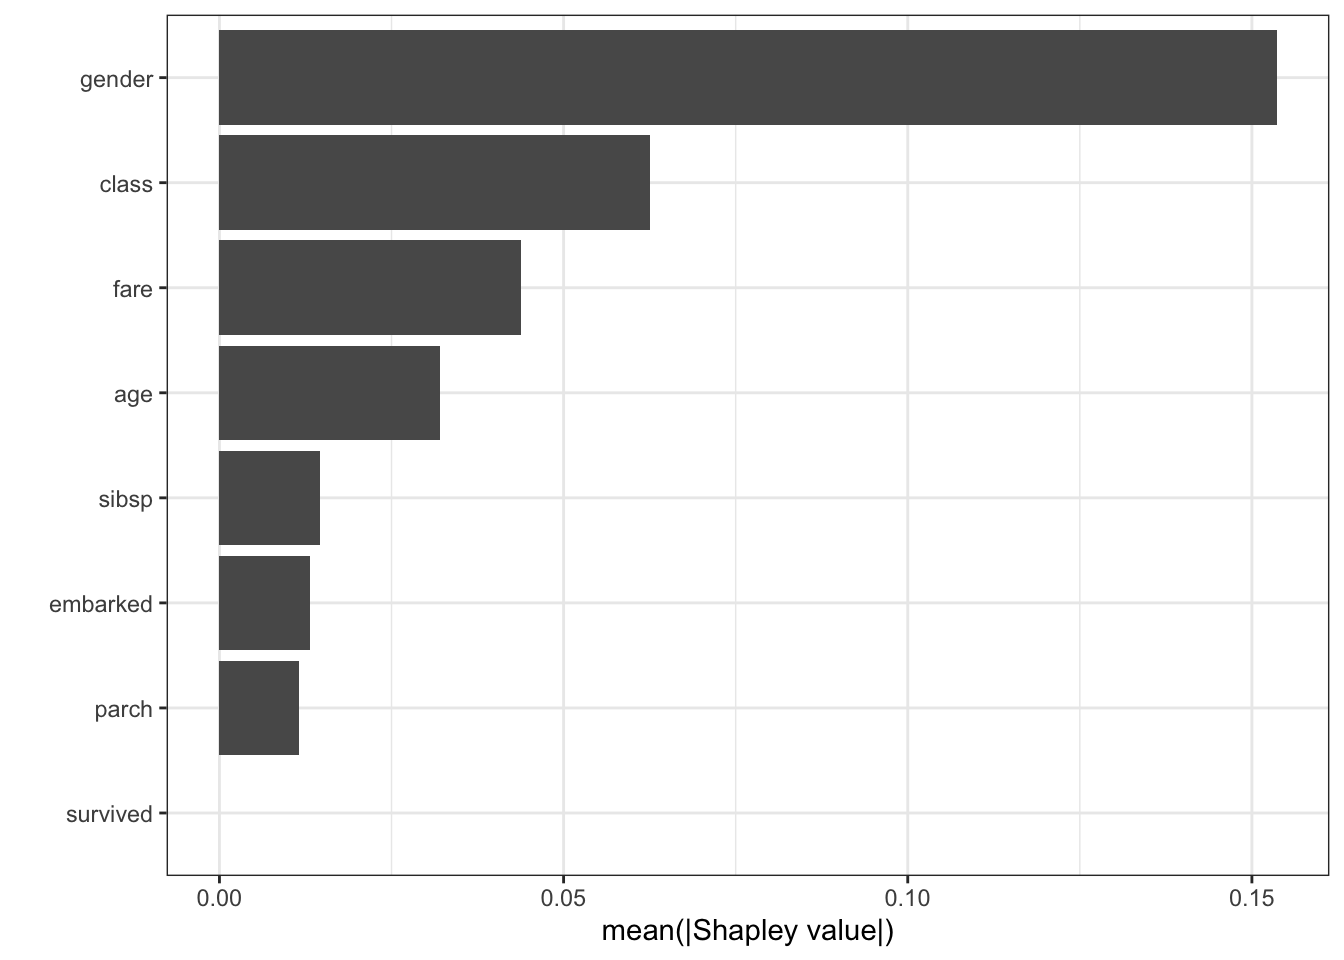 gender
class
fare
age
sibsp
embarked
parch
survived
0.00 0.05 0.10 0.15
mean(|Shapley value|)